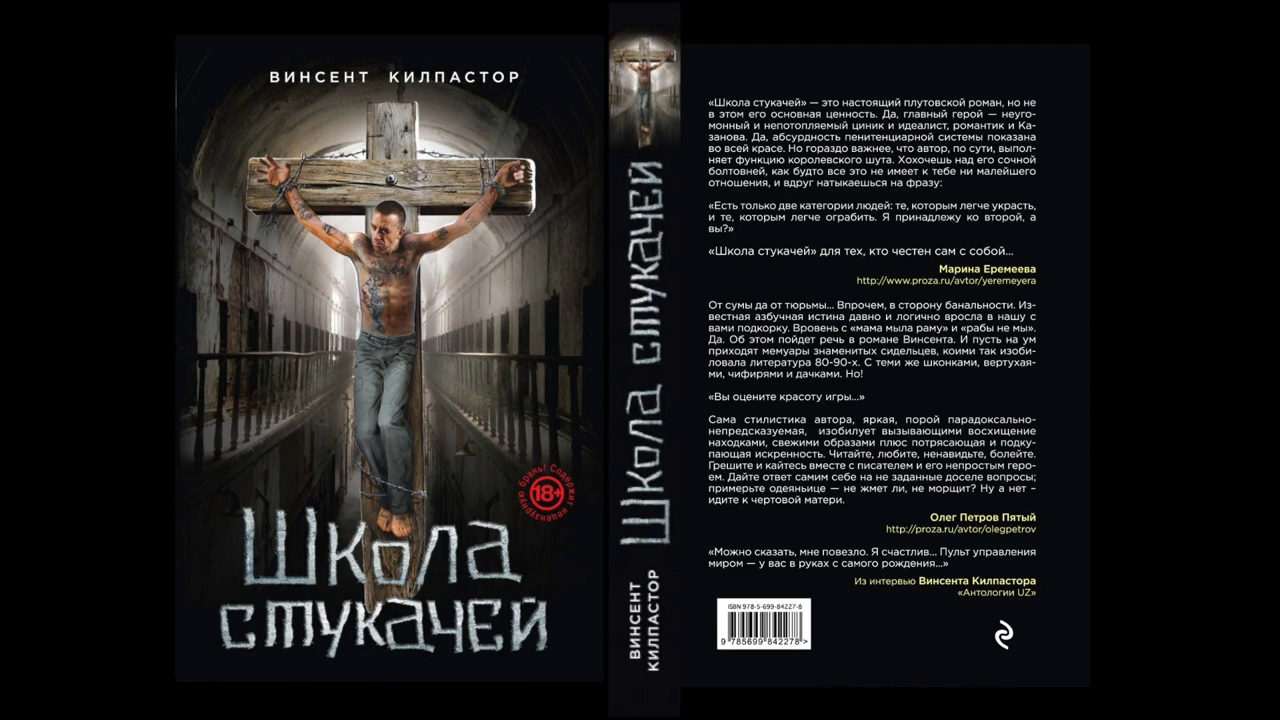 ВИНСЕНТ КИЛПАСТОР
Содержит нецензурную брань!
18+
Школа
стукачей
Школа стукачей
ВИНСЕНТ
КИЛПАСТОР
«Школа стукачей» — это настоящий плутовской роман, но не
в этом его основная ценность. Да, главный герой — неуго-
монный и непотопляемый циник и идеалист, романтик и Ка-
занова. Да, абсурдность пенитенциарной системы показана
во всей красе. Но гораздо важнее, что автор, по сути, выпол-
няет функцию королевского шута. Хохочешь над его сочной
болтовней, как будто все это не имеет к тебе ни малейшего
отношения, и вдруг натыкаешься на фразу:
«Есть только две категории людей: те, которым легче украсть,
и те, которым легче ограбить. Я принадлежу ко второй, а
вы?»
«Школа стукачей» для тех, кто честен сам с собой...
Марина Еремеева
http://www.proza.ru/avtor/yeremeyera
От сумы да от тюрьмы... Впрочем, в сторону банальности. Из-
вестная азбучная истина давно и логично вросла в нашу с
вами подкорку. Вровень с «мама мыла раму» и «рабы не мы».
Да. Об этом пойдет речь в романе Винсента. И пусть на ум
приходят мемуары знаменитых сидельцев, коими так изоби-
ловала литература 80-90-х. С теми же шконками, вертухая-
ми, чифирями и дачками. Но!
«Вы оцените красоту игры...»
Сама стилистика автора, яркая, порой парадоксально-
непредсказуемая, изобилует вызывающими восхищение
находками, свежими образами плюс потрясающая и подку-
пающая искренность. Читайте, любите, ненавидьте, болейте.
Грешите и кайтесь вместе с писателем и его непростым геро-
ем. Дайте ответ самим себе на не заданные доселе вопросы;
примерьте одеяньице — не жмет ли, не морщит? Ну а нет –
идите к чертовой матери.
Олег Петров Пятый
http://proza.ru/avtor/olegpetrov
«Можно сказать, мне повезло. Я счастлив... Пульт управления
миром — у вас в руках с самого рождения...»
Из интервью Винсента Килпастора
«Антологии UZ»
ISBN 978-5-699-84227-8
9 785699 842278 >